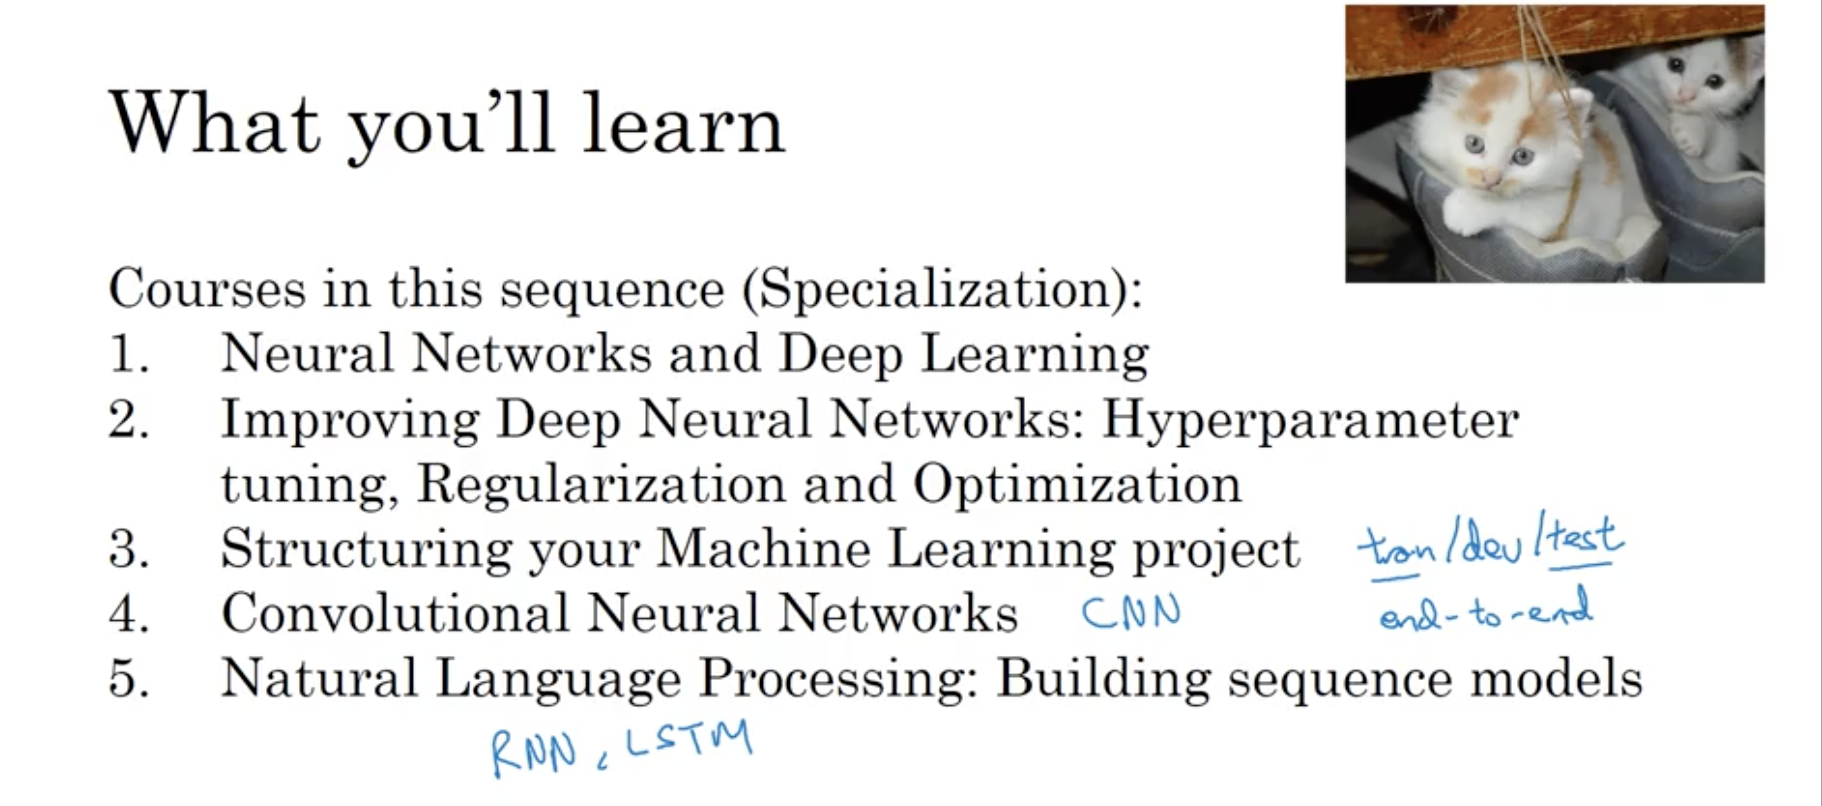 What you'll learn
Courses in this sequence (Specialization):
1. Neural Networks and Deep Learning
2. Improving Deep Neural Networks: Hyperparameter
tuning, Regularization and Optimization
3. Structuring your Machine Learning project train/dev/test
end-to-end
4. Convolutional Neural Networks CNN
5. Natural Language Processing: Building sequence models
RNN, LSTM